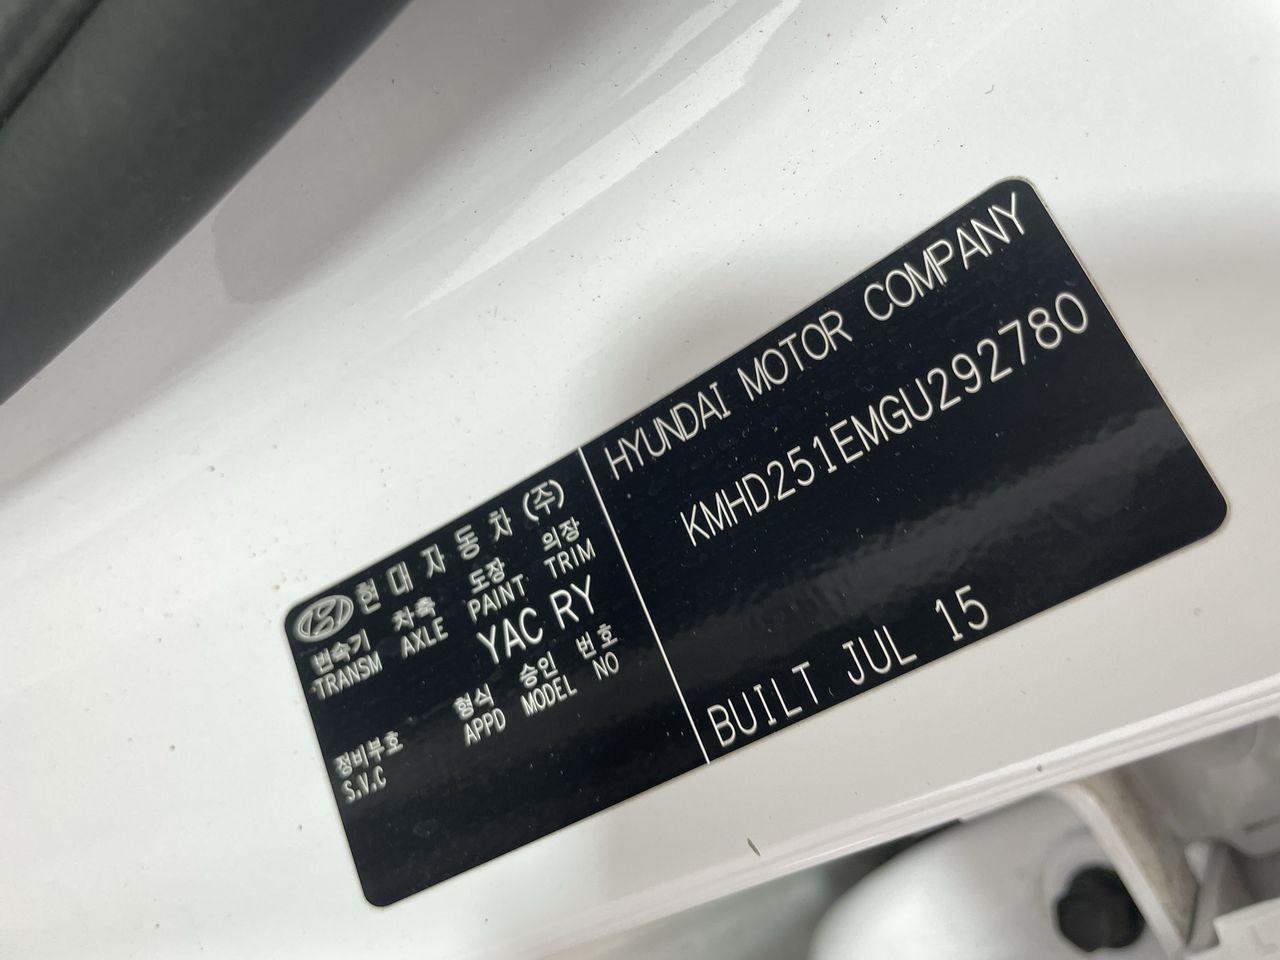 현대자동차(주)
변속기 차축 도장 의장
TRANSM AXLE PAINT TRIM
YAC RY
형식 승인 번호
APPD MODEL NO
정비부호
S.V.C
HYUNDAI MOTOR COMPANY
KMHD251EMGU292780
BUILT JUL 15